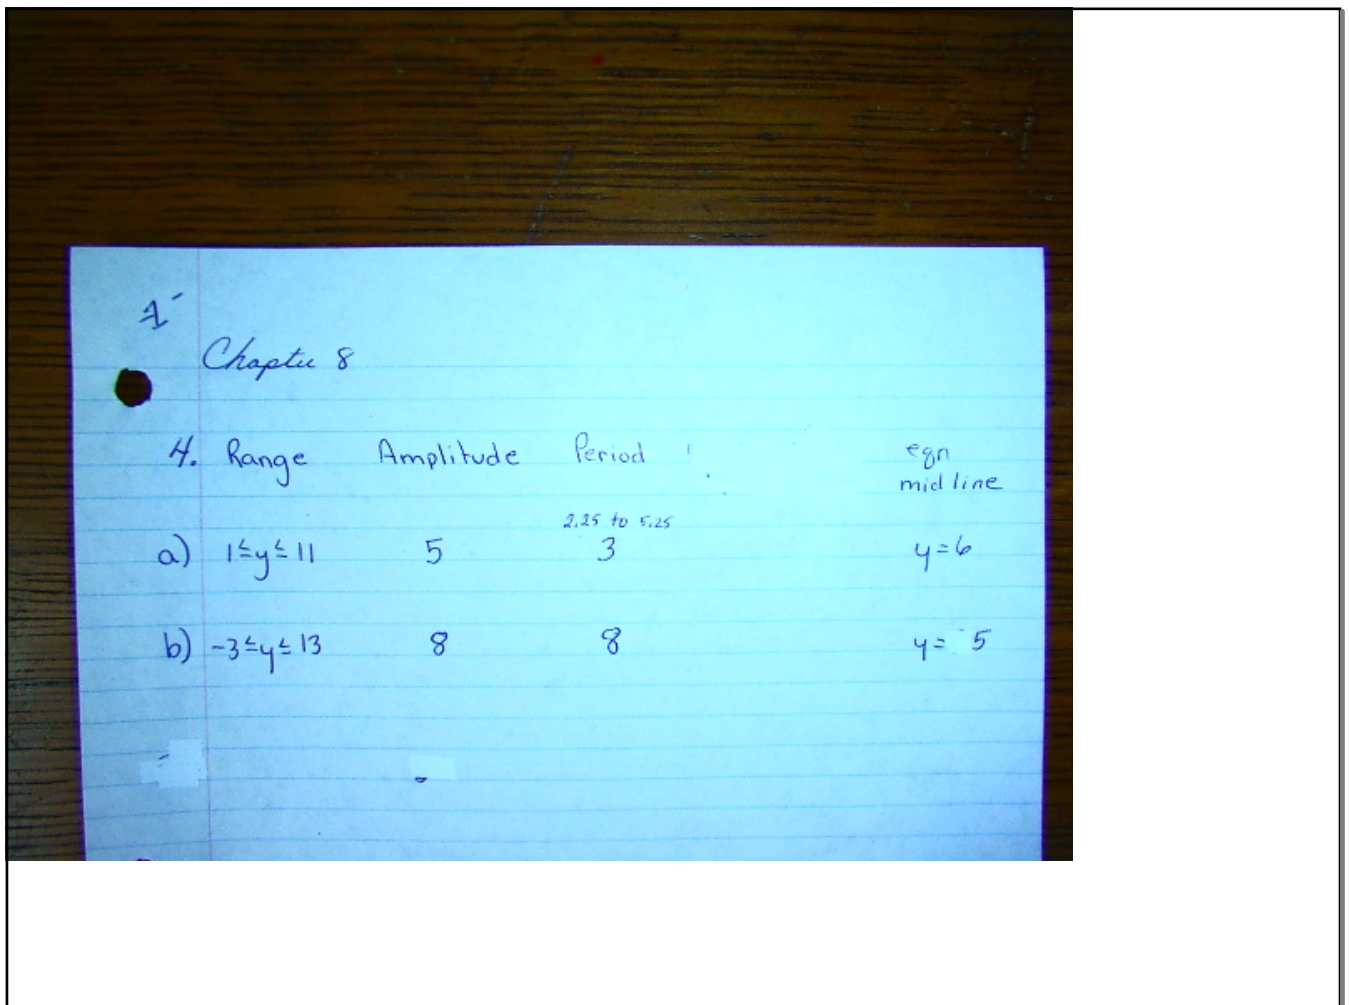 1
Chapter 8
4. Range Amplitude Period eqn
mid line
2.25 to 5.25
a) 1≤y≤11 5 3 y=6
b) -3≤y≤13 8 8 y= 5